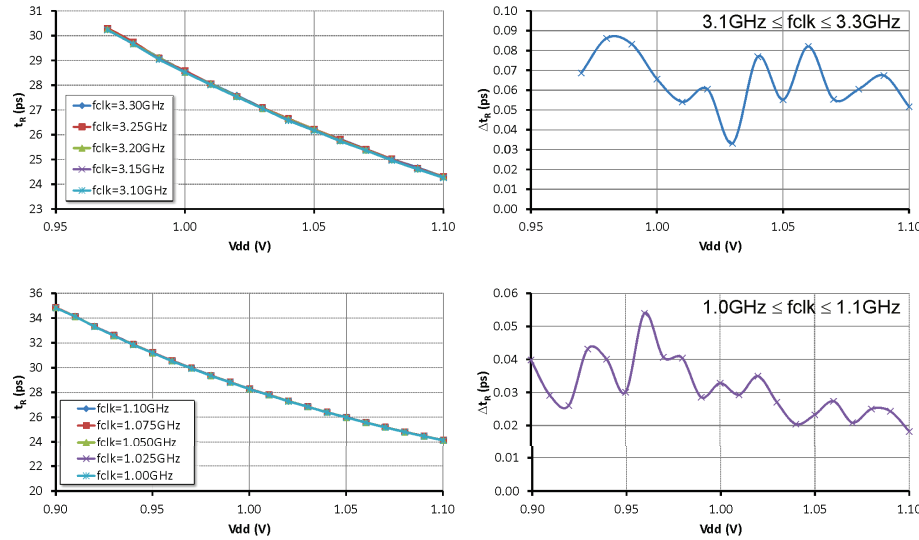 31
30
29
28
27
26
25
24
23
tR (ps)
fclk=3.30GHz
fclk=3.25GHz
fclk=3.20GHz
fclk=3.15GHz
fclk=3.10GHz
0.95 1.00 1.05 1.10
Vdd (V)
3.1GHz ≤ fclk ≤ 3.3GHz
0.10
0.09
0.08
0.07
0.06
0.05
0.04
0.03
0.02
0.01
0.00
ΔtR (ps)
0.95 1.00 1.05 1.10
Vdd (V)
36
34
32
30
28
26
24
22
20
tR (ps)
fclk=1.10GHz
fclk=1.075GHz
fclk=1.050GHz
fclk=1.025GHz
fclk=1.00GHz
0.90 0.95 1.00 1.05 1.10
Vdd (V)
1.0GHz ≤ fclk ≤ 1.1GHz
0.06
0.05
0.04
0.03
0.02
0.01
0.00
ΔtR (ps)
0.90 0.95 1.00 1.05 1.10
Vdd (V)